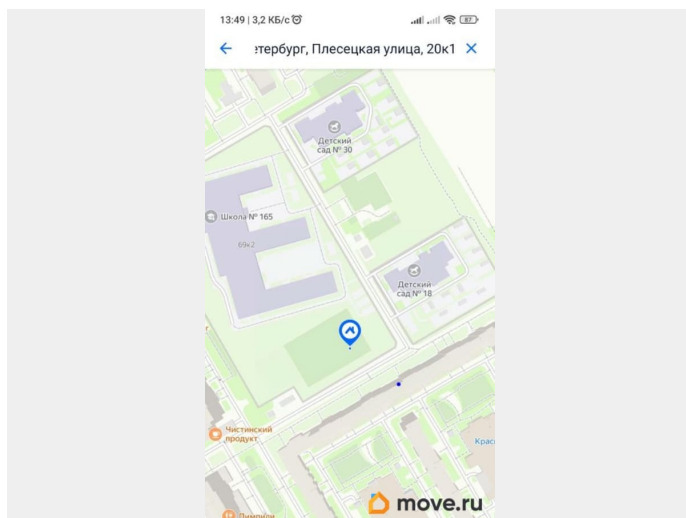 13:49 | 3,2 КБ/с
87
етербург, Плесецкая улица, 20к1
Детский
сад № 30
Школа № 165
69к2
Детский
сад № 18
Чистинский
продукт
Крас
move.ru